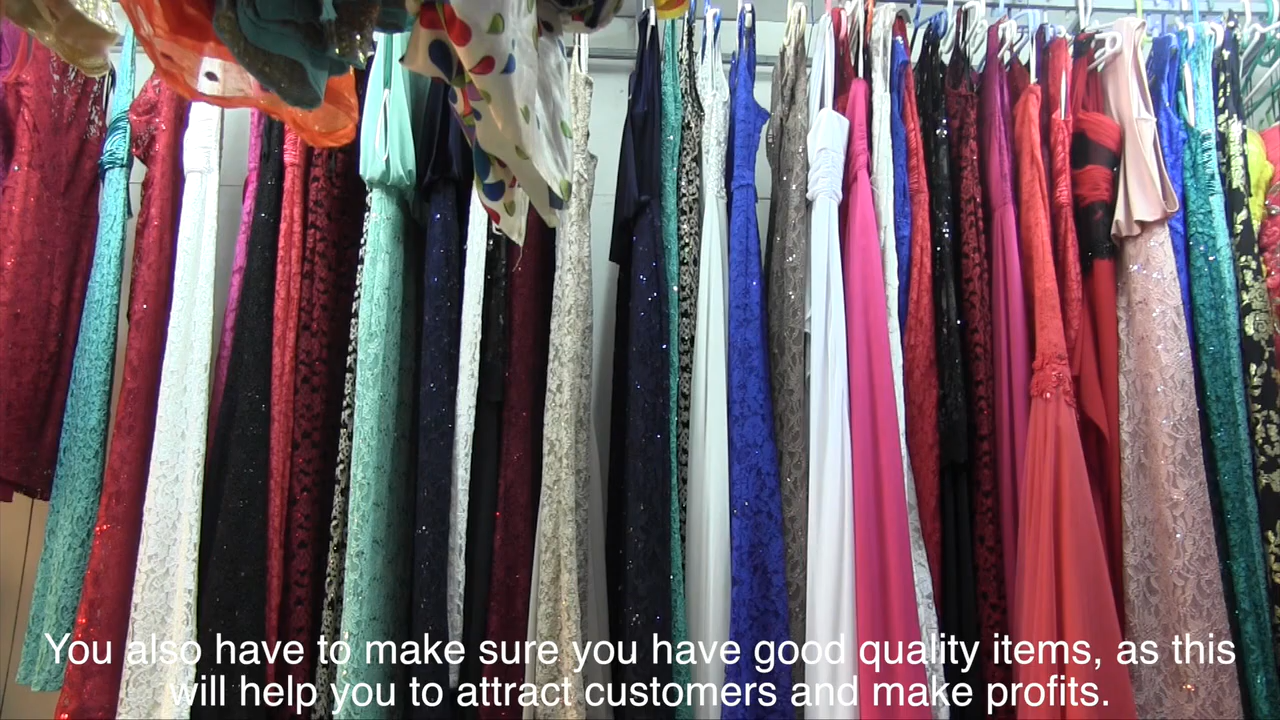 You also have to make sure you have good quality items, as this
will help you to attract customers and make profits.